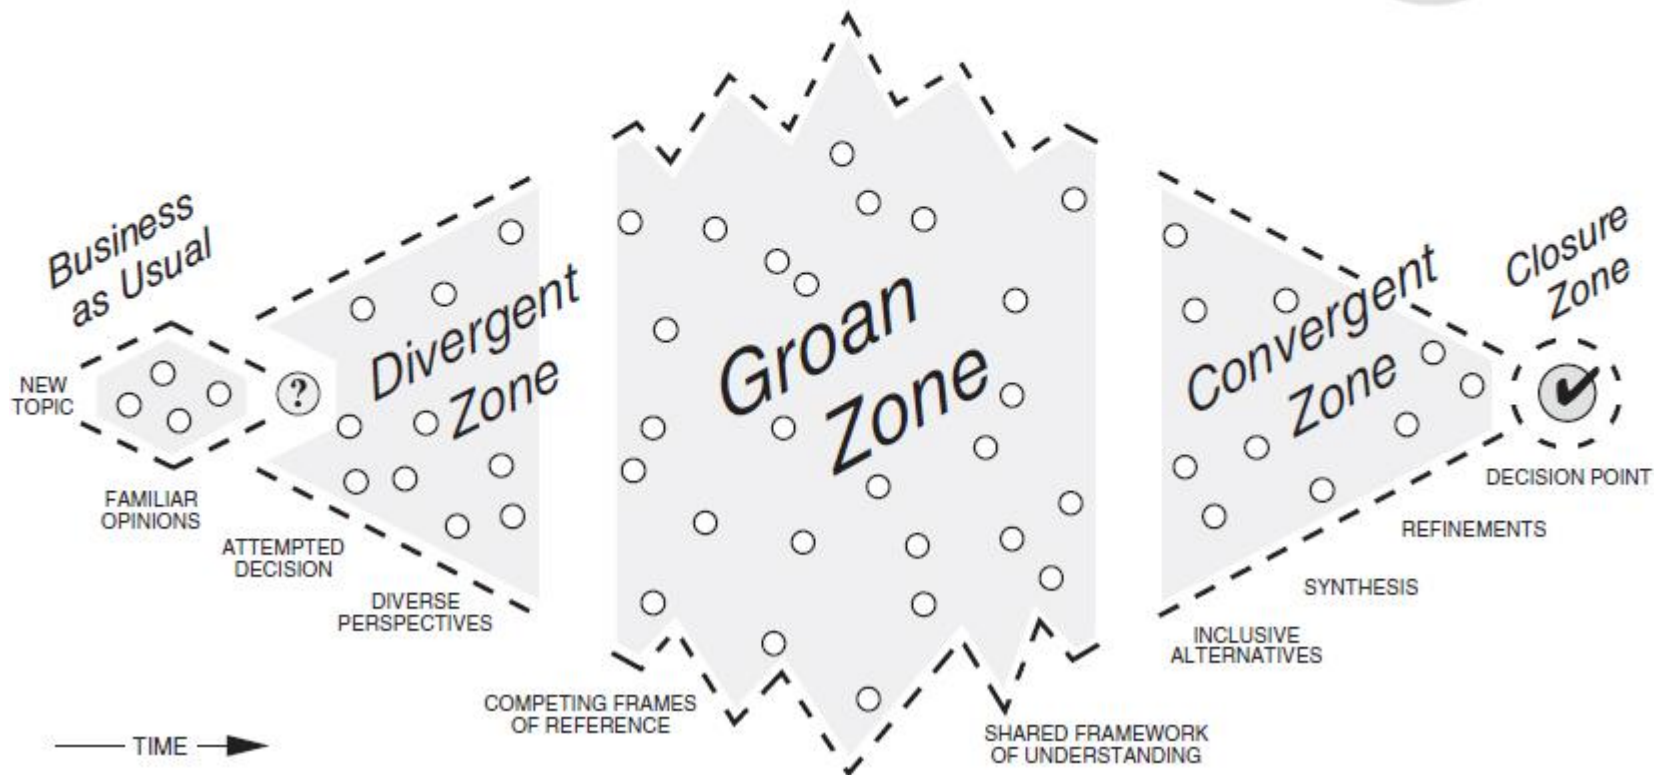 Business
as Usual
NEW
TOPIC
?
FAMILIAR
OPINIONS
ATTEMPTED
DECISION
Divergent
Zone
DIVERSE
PERSPECTIVES
Groan
Zone
COMPETING FRAMES
OF REFERENCE
SHARED FRAMEWORK
OF UNDERSTANDING
Convergent
Zone
INCLUSIVE
ALTERNATIVES
SYNTHESIS
REFINEMENTS
Closure
Zone
DECISION POINT
TIME